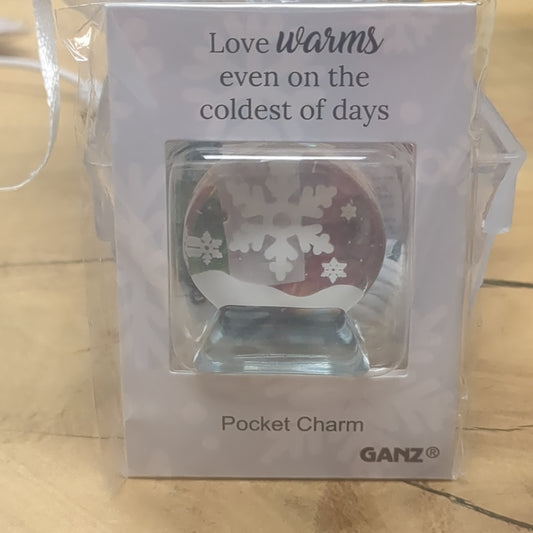 Love warms
even on the
coldest of days
Pocket Charm
GANZ®